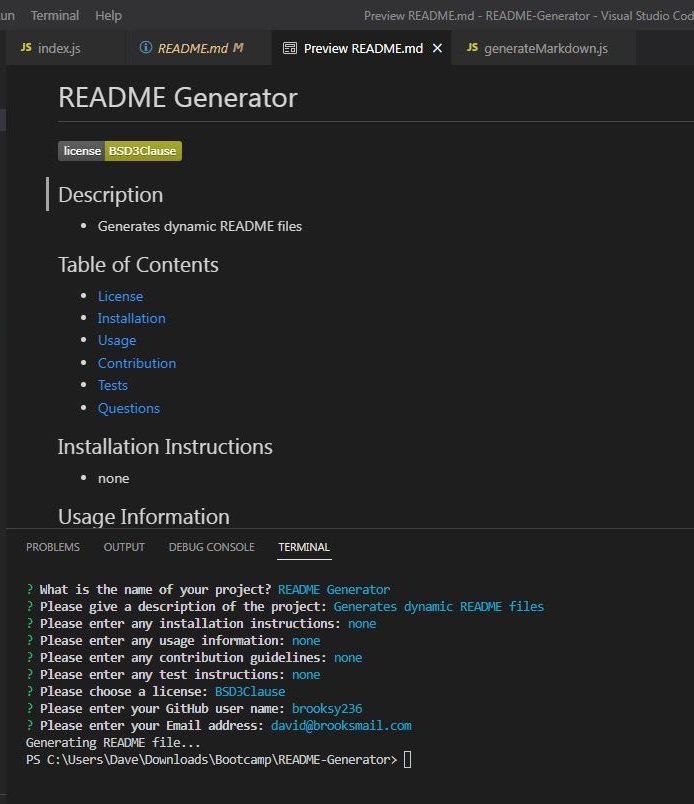 un Terminal Help Preview README.md - README-Generator - Visual Studio Cod
JS index.js README.md M Preview README.md × JS generateMarkdown.js
README Generator
license BSD3Clause
Description
• Generates dynamic README files
Table of Contents
• License
• Installation
• Usage
• Contribution
• Tests
• Questions
Installation Instructions
• none
Usage Information
PROBLEMS OUTPUT DEBUG CONSOLE TERMINAL
? What is the name of your project? README Generator
? Please give a description of the project: Generates dynamic README files
? Please enter any installation instructions: none
? Please enter any usage information: none
? Please enter any contribution guidelines: none
? Please enter any test instructions: none
? Please choose a license: BSD3Clause
? Please enter your GitHub user name: brooksy236
? Please enter your Email address: david@brooksmail.com
Generating README file...
PS C:\Users\Dave\Downloads\Bootcamp\README-Generator>